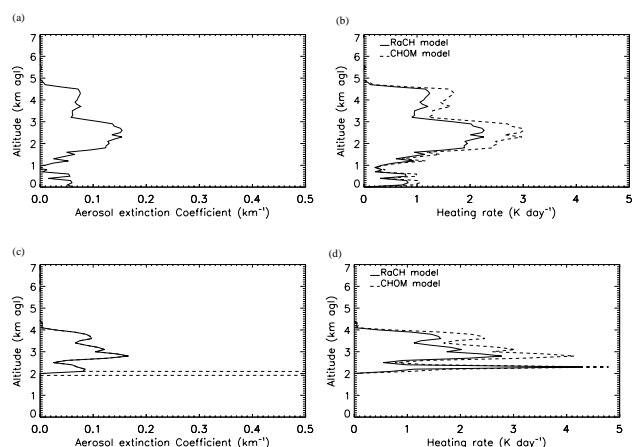 (a)
(b)
7
6
5
4
3
2
1
0
Altitude (km agl)
0.0 0.1 0.2 0.3 0.4 0.5
Aerosol extinction Coefficient (km⁻¹)
RaCH model
CHOM model
7
6
5
4
3
2
1
0
Altitude (km agl)
0 1 2 3 4 5
Heating rate (K day⁻¹)
(c)
(d)
7
6
5
4
3
2
1
0
Altitude (km agl)
0.0 0.1 0.2 0.3 0.4 0.5
Aerosol extinction Coefficient (km⁻¹)
RaCH model
CHOM model
7
6
5
4
3
2
1
0
Altitude (km agl)
0 1 2 3 4 5
Heating rate (K day⁻¹)